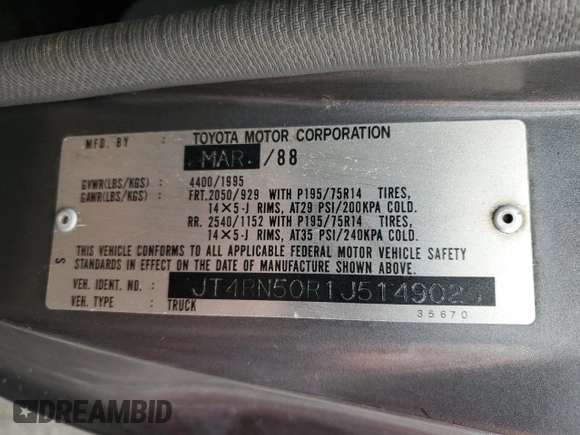 MFD. BY : TOYOTA MOTOR CORPORATION
MAR. /88
GVWR(LBS/KGS) : 4400/1995
GAWR(LBS/KGS) : FRT. 2050/929 WITH P195/75R14 TIRES,
14×5-J RIMS, AT29 PSI/200KPA COLD.
RR. 2540/1152 WITH P195/75R14 TIRES,
14×5-J RIMS, AT35 PSI/240KPA COLD.
THIS VEHICLE CONFORMS TO ALL APPLICABLE FEDERAL MOTOR VEHICLE SAFETY
STANDARDS IN EFFECT ON THE DATE OF MANUFACTURE SHOWN ABOVE.
S
VEH. IDENT. NO. :
VEH. TYPE : TRUCK
35670
DREAMBID